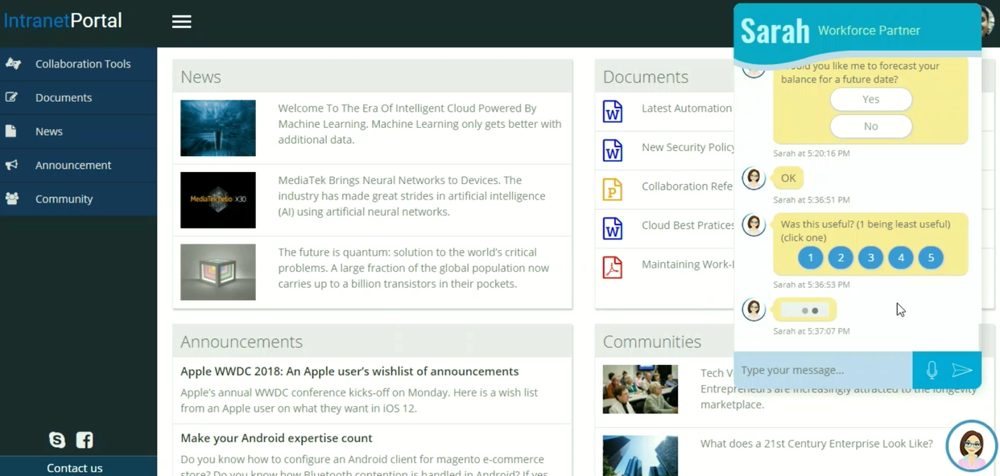 IntranetPortal
Collaboration Tools
Documents
News
Announcement
Community
Contact us
News
Welcome To The Era Of Intelligent Cloud Powered By
Machine Learning. Machine Learning only gets better with
additional data.
MediaTek Brings Neural Networks to Devices. The
industry has made great strides in artificial intelligence
(AI) using artificial neural networks.
MediaTek helio X30
The future is quantum: solution to the world's critical
problems. A large fraction of the global population now
carries up to a billion transistors in their pockets.
Announcements
Apple WWDC 2018: An Apple user's wishlist of announcements
Apple's annual WWDC conference kicks-off on Monday. Here is a wish list
from an Apple user on what they want in iOS 12.
Make your Android expertise count
Do you know how to configure an Android client for magento e-commerce
store? Do you know how Bluetooth contention is handled in Android? If yes
Documents
Latest Automation
New Security Policy
Collaboration Refe
Cloud Best Pratices
Maintaining Work-L
Communities
Tech V
Entrepreneurs are increasingly attracted to the longevity
marketplace.
What does a 21st Century Enterprise Look Like?
Sarah Workforce Partner
would you like me to forecast your
balance for a future date?
Yes
No
Sarah at 5:20:16 PM
OK
Sarah at 5:36:51 PM
Was this useful? (1 being least useful)
(click one)
1 2 3 4 5
Sarah at 5:36:53 PM
Sarah at 5:37:07 PM
Type your message...